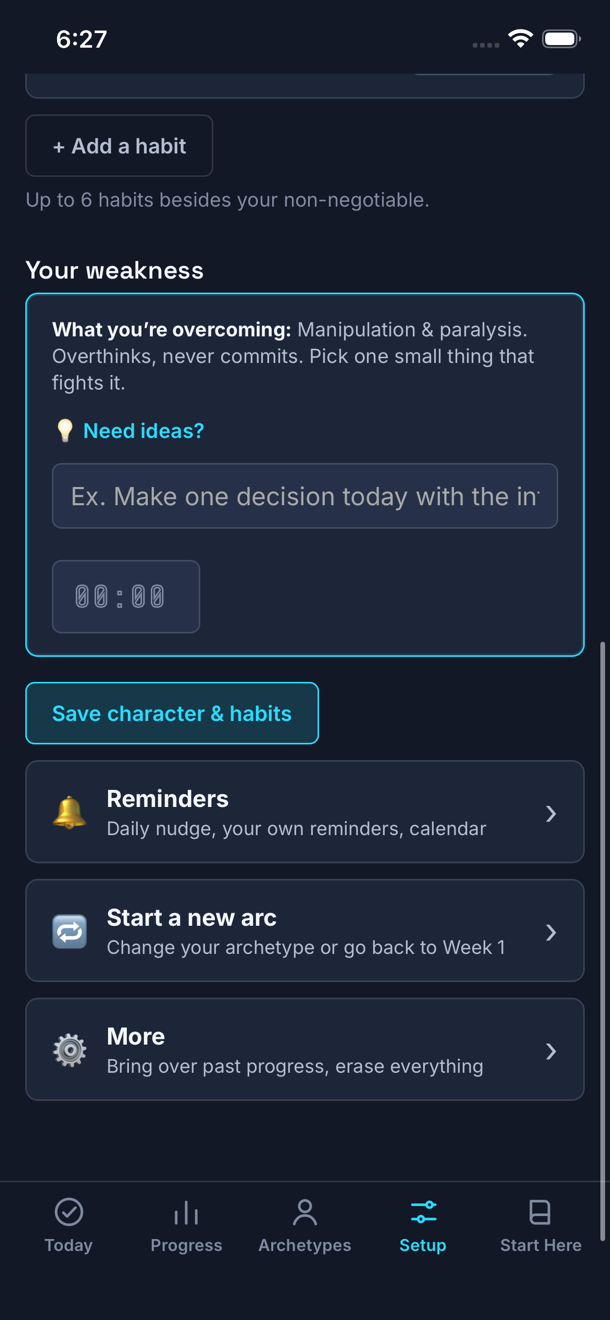 6:27
+ Add a habit
Up to 6 habits besides your non-negotiable.
Your weakness
What you’re overcoming: Manipulation & paralysis.
Overthinks, never commits. Pick one small thing that
fights it.
Need ideas?
Ex. Make one decision today with the
00:00
Save character & habits
Reminders
Daily nudge, your own reminders, calendar
Start a new arc
Change your archetype or go back to Week 1
More
Bring over past progress, erase everything
Today
Progress
Archetypes
Setup
Start Here